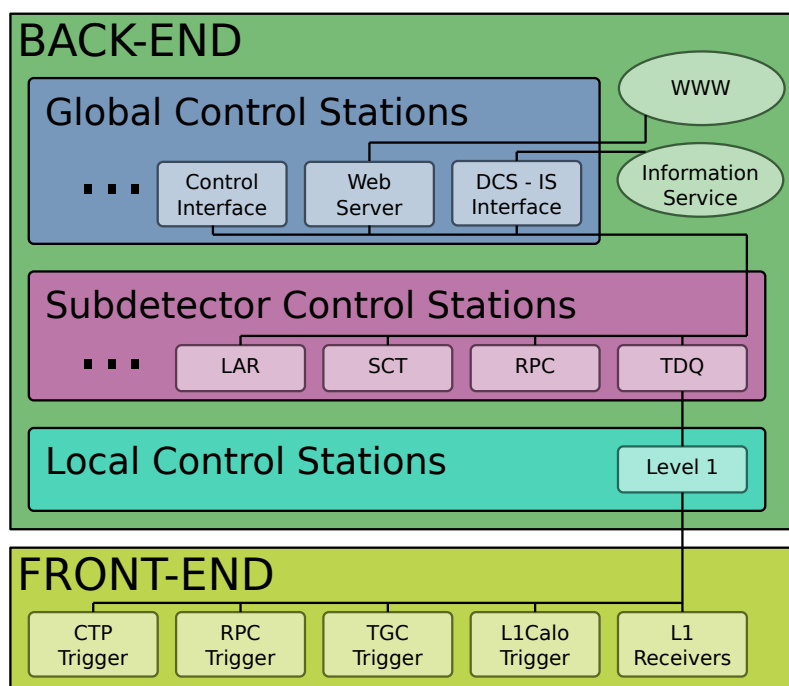 BACK-END
Global Control Stations
WWW
Information
Service
...
Control
Interface
Web
Server
DCS - IS
Interface
Subdetector Control Stations
...
LAR
SCT
RPC
TDQ
Local Control Stations
Level 1
FRONT-END
CTP
Trigger
RPC
Trigger
TGC
Trigger
L1Calo
Trigger
L1
Receivers